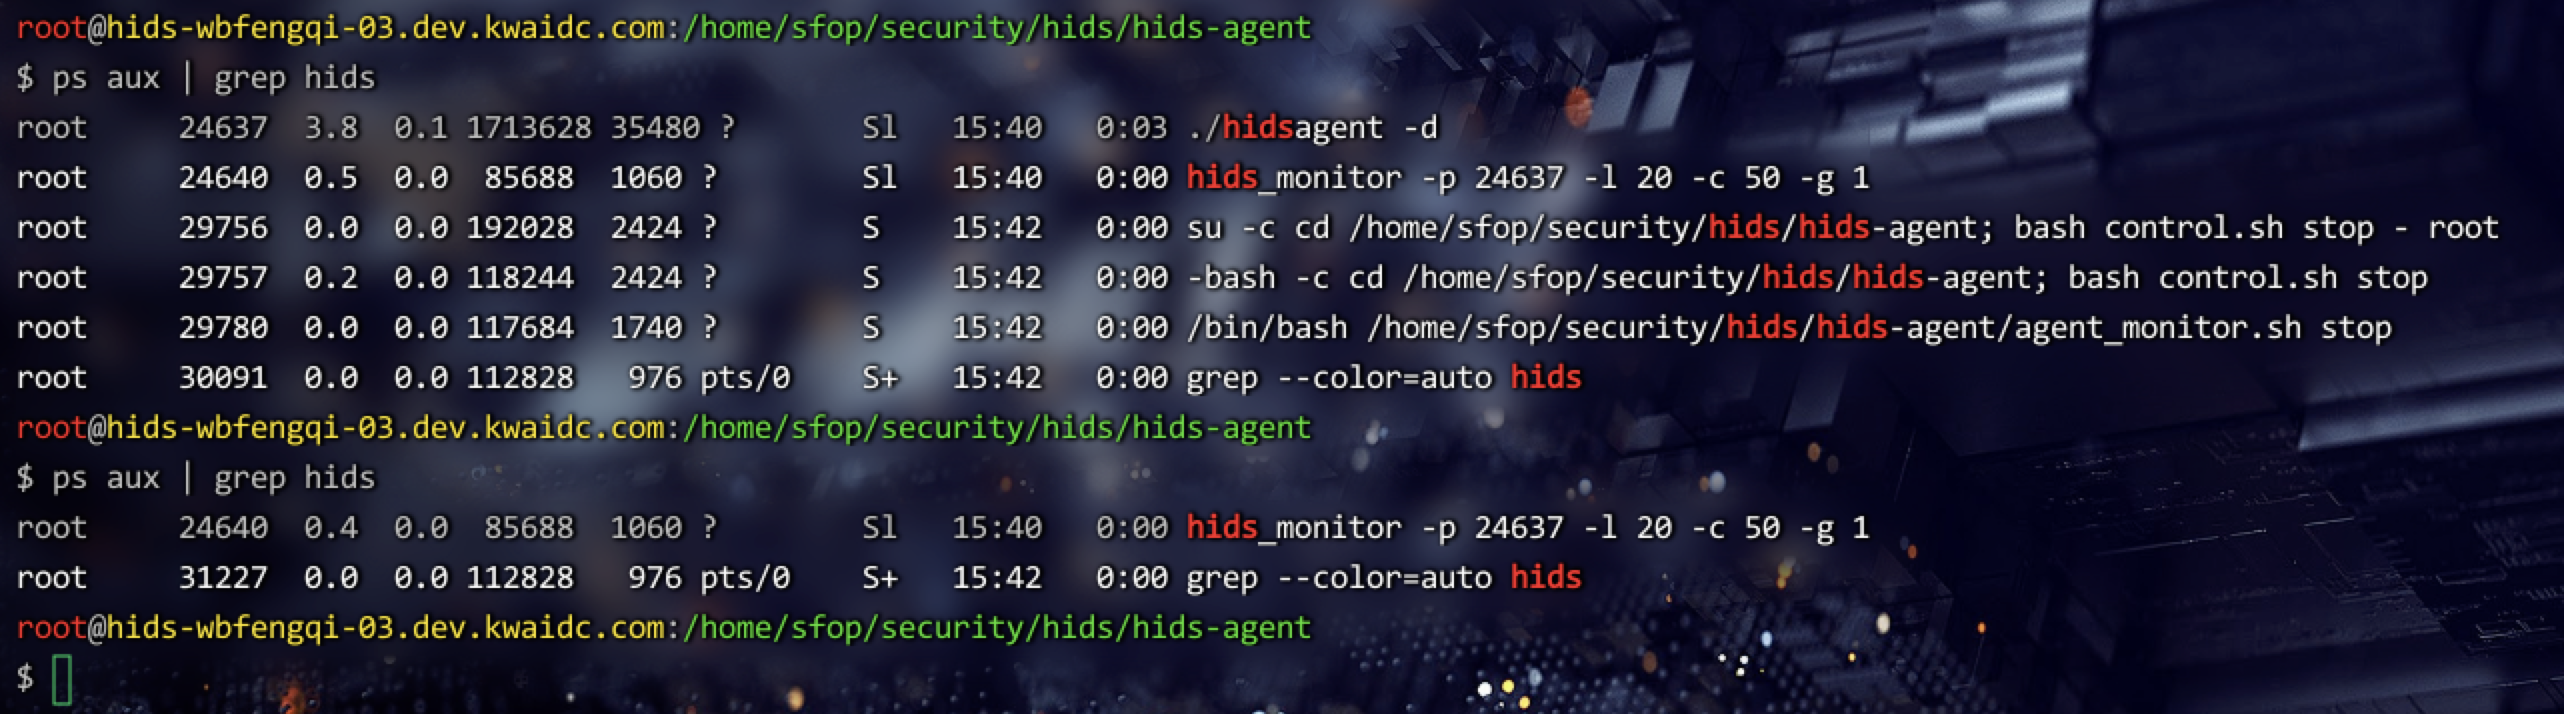 root@hids-wbfengqi-03.dev.kwaidc.com:/home/sfop/security/hids/hids-agent
$ ps aux | grep hids
root     24637  3.8  0.1 1713628 35480 ?        Sl   15:40   0:03 ./hidsagent -d
root     24640  0.5  0.0  85688  1060 ?        Sl   15:40   0:00 hids_monitor -p 24637 -l 20 -c 50 -g 1
root     29756  0.0  0.0 192028  2424 ?        S    15:42   0:00 su -c cd /home/sfop/security/hids/hids-agent; bash control.sh stop - root
root     29757  0.2  0.0 118244  2424 ?        S    15:42   0:00 -bash -c cd /home/sfop/security/hids/hids-agent; bash control.sh stop
root     29780  0.0  0.0 117684  1740 ?        S    15:42   0:00 /bin/bash /home/sfop/security/hids/hids-agent/agent_monitor.sh stop
root     30091  0.0  0.0 112828   976 pts/0    S+   15:42   0:00 grep --color=auto hids
root@hids-wbfengqi-03.dev.kwaidc.com:/home/sfop/security/hids/hids-agent
$ ps aux | grep hids
root     24640  0.4  0.0  85688  1060 ?        Sl   15:40   0:00 hids_monitor -p 24637 -l 20 -c 50 -g 1
root     31227  0.0  0.0 112828   976 pts/0    S+   15:42   0:00 grep --color=auto hids
root@hids-wbfengqi-03.dev.kwaidc.com:/home/sfop/security/hids/hids-agent
$